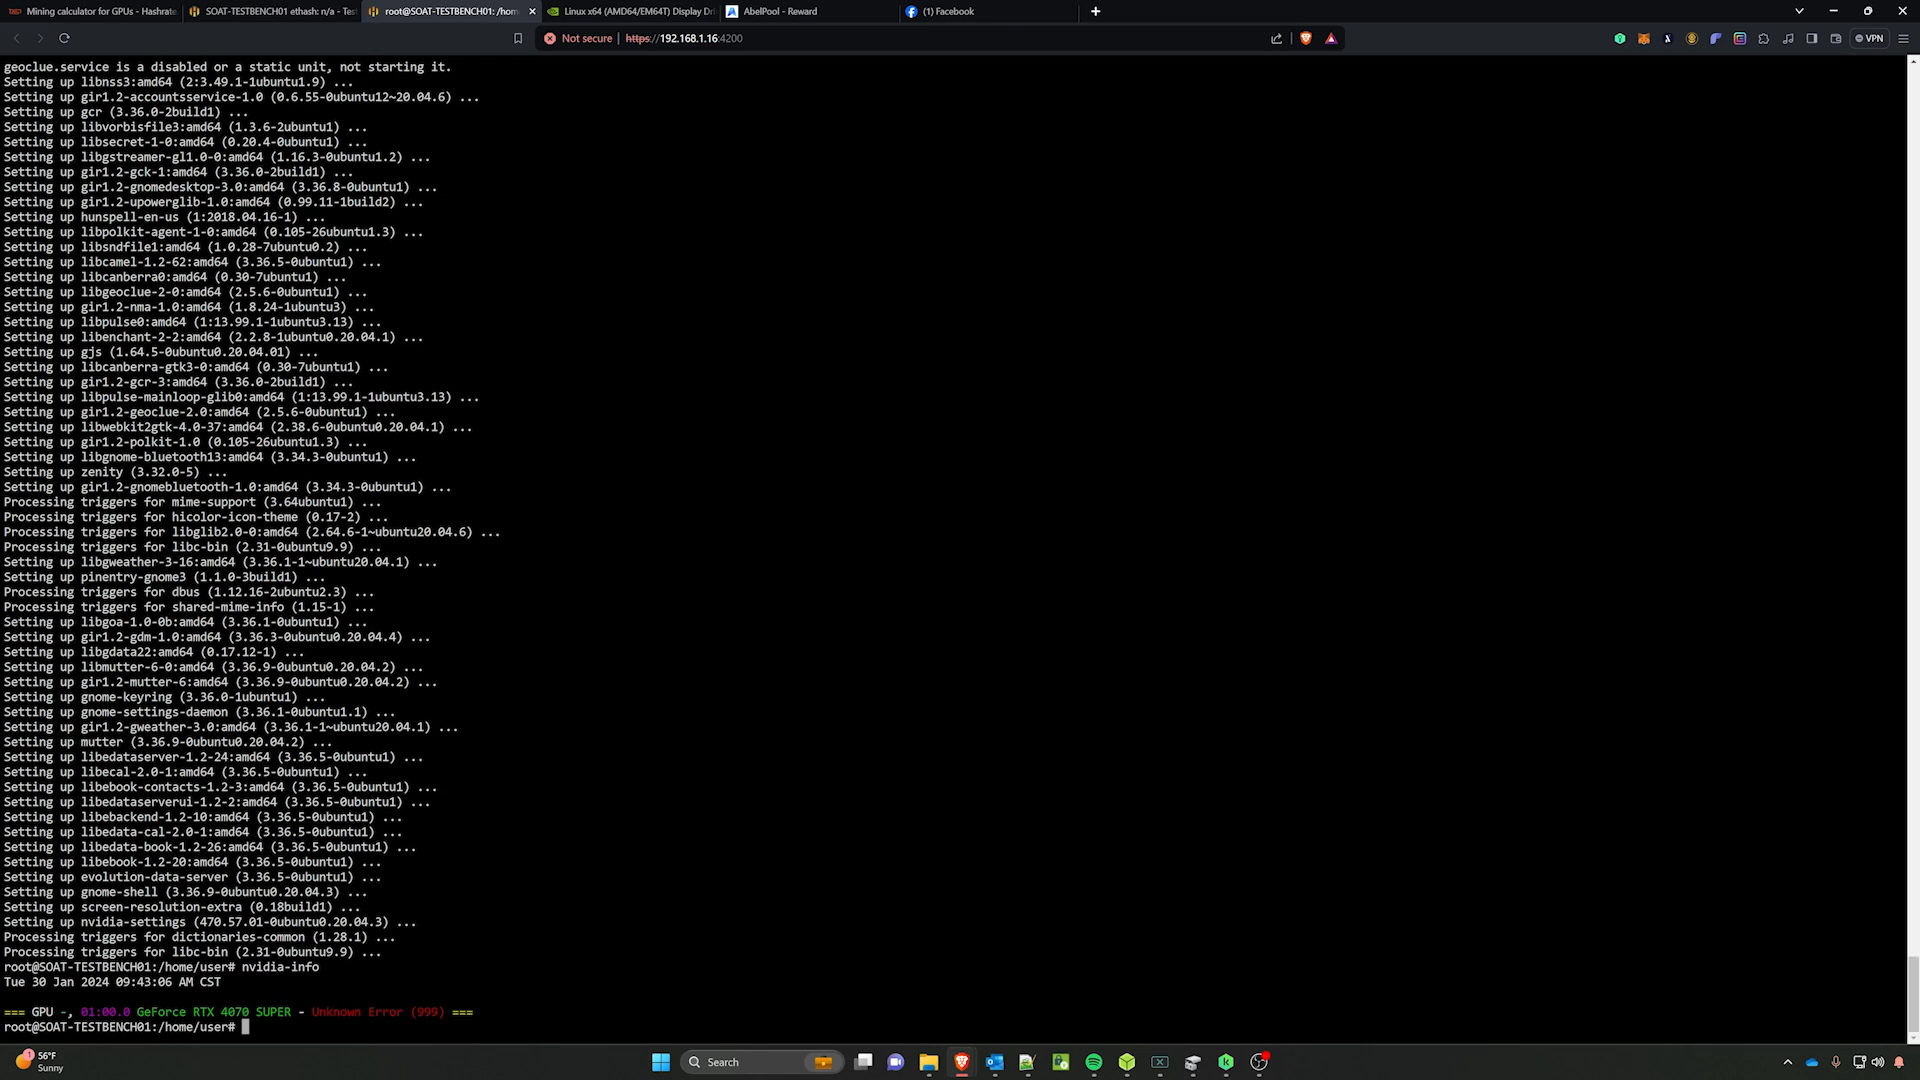 Mining calculator for GPUs - Hashrate
SOAT-TESTBENCH01 ethash: n/a - Te
root@SOAT-TESTBENCH01: /hom
Linux x64 (AMD64/EM64T) Display Dr
AbelPool - Reward
(1) Facebook
Not secure https://192.168.1.16:4200
VPN
geoclue.service is a disabled or a static unit, not starting it.
Setting up libnss3:amd64 (2:3.49.1-1ubuntu1.9) ...
Setting up gir1.2-accountsservice-1.0 (0.6.55-0ubuntu12~20.04.6) ...
Setting up gcr (3.36.0-2build1) ...
Setting up libvorbisfile3:amd64 (1.3.6-2ubuntu1) ...
Setting up libsecret-1-0:amd64 (0.20.4-0ubuntu1) ...
Setting up libgstreamer-gl1.0-0:amd64 (1.16.3-0ubuntu1.2) ...
Setting up gir1.2-gck-1:amd64 (3.36.0-2build1) ...
Setting up gir1.2-gnomedesktop-3.0:amd64 (3.36.8-0ubuntu1) ...
Setting up gir1.2-upowerglib-1.0:amd64 (0.99.11-1build2) ...
Setting up hunspell-en-us (1:2018.04.16-1) ...
Setting up libpolkit-agent-1-0:amd64 (0.105-26ubuntu1.3) ...
Setting up libsndfile1:amd64 (1.0.28-7ubuntu0.2) ...
Setting up libcamel-1.2-62:amd64 (3.36.5-0ubuntu1) ...
Setting up libcanberra0:amd64 (0.30-7ubuntu1) ...
Setting up libgeoclue-2-0:amd64 (2.5.6-0ubuntu1) ...
Setting up gir1.2-nma-1.0:amd64 (1.8.24-1ubuntu3) ...
Setting up libpulse0:amd64 (1:13.99.1-1ubuntu3.13) ...
Setting up libenchant-2-2:amd64 (2.2.8-1ubuntu0.20.04.1) ...
Setting up gjs (1.64.5-0ubuntu0.20.04.01) ...
Setting up libcanberra-gtk3-0:amd64 (0.30-7ubuntu1) ...
Setting up gir1.2-gcr-3:amd64 (3.36.0-2build1) ...
Setting up libpulse-mainloop-glib0:amd64 (1:13.99.1-1ubuntu3.13) ...
Setting up gir1.2-geoclue-2.0:amd64 (2.5.6-0ubuntu1) ...
Setting up libwebkit2gtk-4.0-37:amd64 (2.38.6-0ubuntu0.20.04.1) ...
Setting up gir1.2-polkit-1.0 (0.105-26ubuntu1.3) ...
Setting up libgnome-bluetooth13:amd64 (3.34.3-0ubuntu1) ...
Setting up zenity (3.32.0-5) ...
Setting up gir1.2-gnomebluetooth-1.0:amd64 (3.34.3-0ubuntu1) ...
Processing triggers for mime-support (3.64ubuntu1) ...
Processing triggers for hicolor-icon-theme (0.17-2) ...
Processing triggers for libglib2.0-0:amd64 (2.64.6-1~ubuntu20.04.6) ...
Processing triggers for libc-bin (2.31-0ubuntu9.9) ...
Setting up libgweather-3-16:amd64 (3.36.1-1~ubuntu20.04.1) ...
Setting up pinentry-gnome3 (1.1.0-3build1) ...
Processing triggers for dbus (1.12.16-2ubuntu2.3) ...
Processing triggers for shared-mime-info (1.15-1) ...
Setting up libgoa-1.0-0b:amd64 (3.36.1-0ubuntu1) ...
Setting up gir1.2-gdm-1.0:amd64 (3.36.3-0ubuntu0.20.04.4) ...
Setting up libgdata22:amd64 (0.17.12-1) ...
Setting up libmutter-6-0:amd64 (3.36.9-0ubuntu0.20.04.2) ...
Setting up gir1.2-mutter-6:amd64 (3.36.9-0ubuntu0.20.04.2) ...
Setting up gnome-keyring (3.36.0-1ubuntu1) ...
Setting up gnome-settings-daemon (3.36.1-0ubuntu1.1) ...
Setting up gir1.2-gweather-3.0:amd64 (3.36.1-1~ubuntu20.04.1) ...
Setting up mutter (3.36.9-0ubuntu0.20.04.2) ...
Setting up libedataserver-1.2-24:amd64 (3.36.5-0ubuntu1) ...
Setting up libecal-2.0-1:amd64 (3.36.5-0ubuntu1) ...
Setting up libebook-contacts-1.2-3:amd64 (3.36.5-0ubuntu1) ...
Setting up libedataserverui-1.2-2:amd64 (3.36.5-0ubuntu1) ...
Setting up libebackend-1.2-10:amd64 (3.36.5-0ubuntu1) ...
Setting up libedata-cal-2.0-1:amd64 (3.36.5-0ubuntu1) ...
Setting up libedata-book-1.2-26:amd64 (3.36.5-0ubuntu1) ...
Setting up libebook-1.2-20:amd64 (3.36.5-0ubuntu1) ...
Setting up evolution-data-server (3.36.5-0ubuntu1) ...
Setting up gnome-shell (3.36.9-0ubuntu0.20.04.3) ...
Setting up screen-resolution-extra (0.18build1) ...
Setting up nvidia-settings (470.57.01-0ubuntu0.20.04.3) ...
Processing triggers for dictionaries-common (1.28.1) ...
Processing triggers for libc-bin (2.31-0ubuntu9.9) ...
root@SOAT-TESTBENCH01:/home/user# nvidia-info
Tue 30 Jan 2024 09:43:06 AM CST
=== GPU -, 01:00.0 GeForce RTX 4070 SUPER - Unknown Error (999) ===
root@SOAT-TESTBENCH01:/home/user#
1
56°F
Sunny
Search